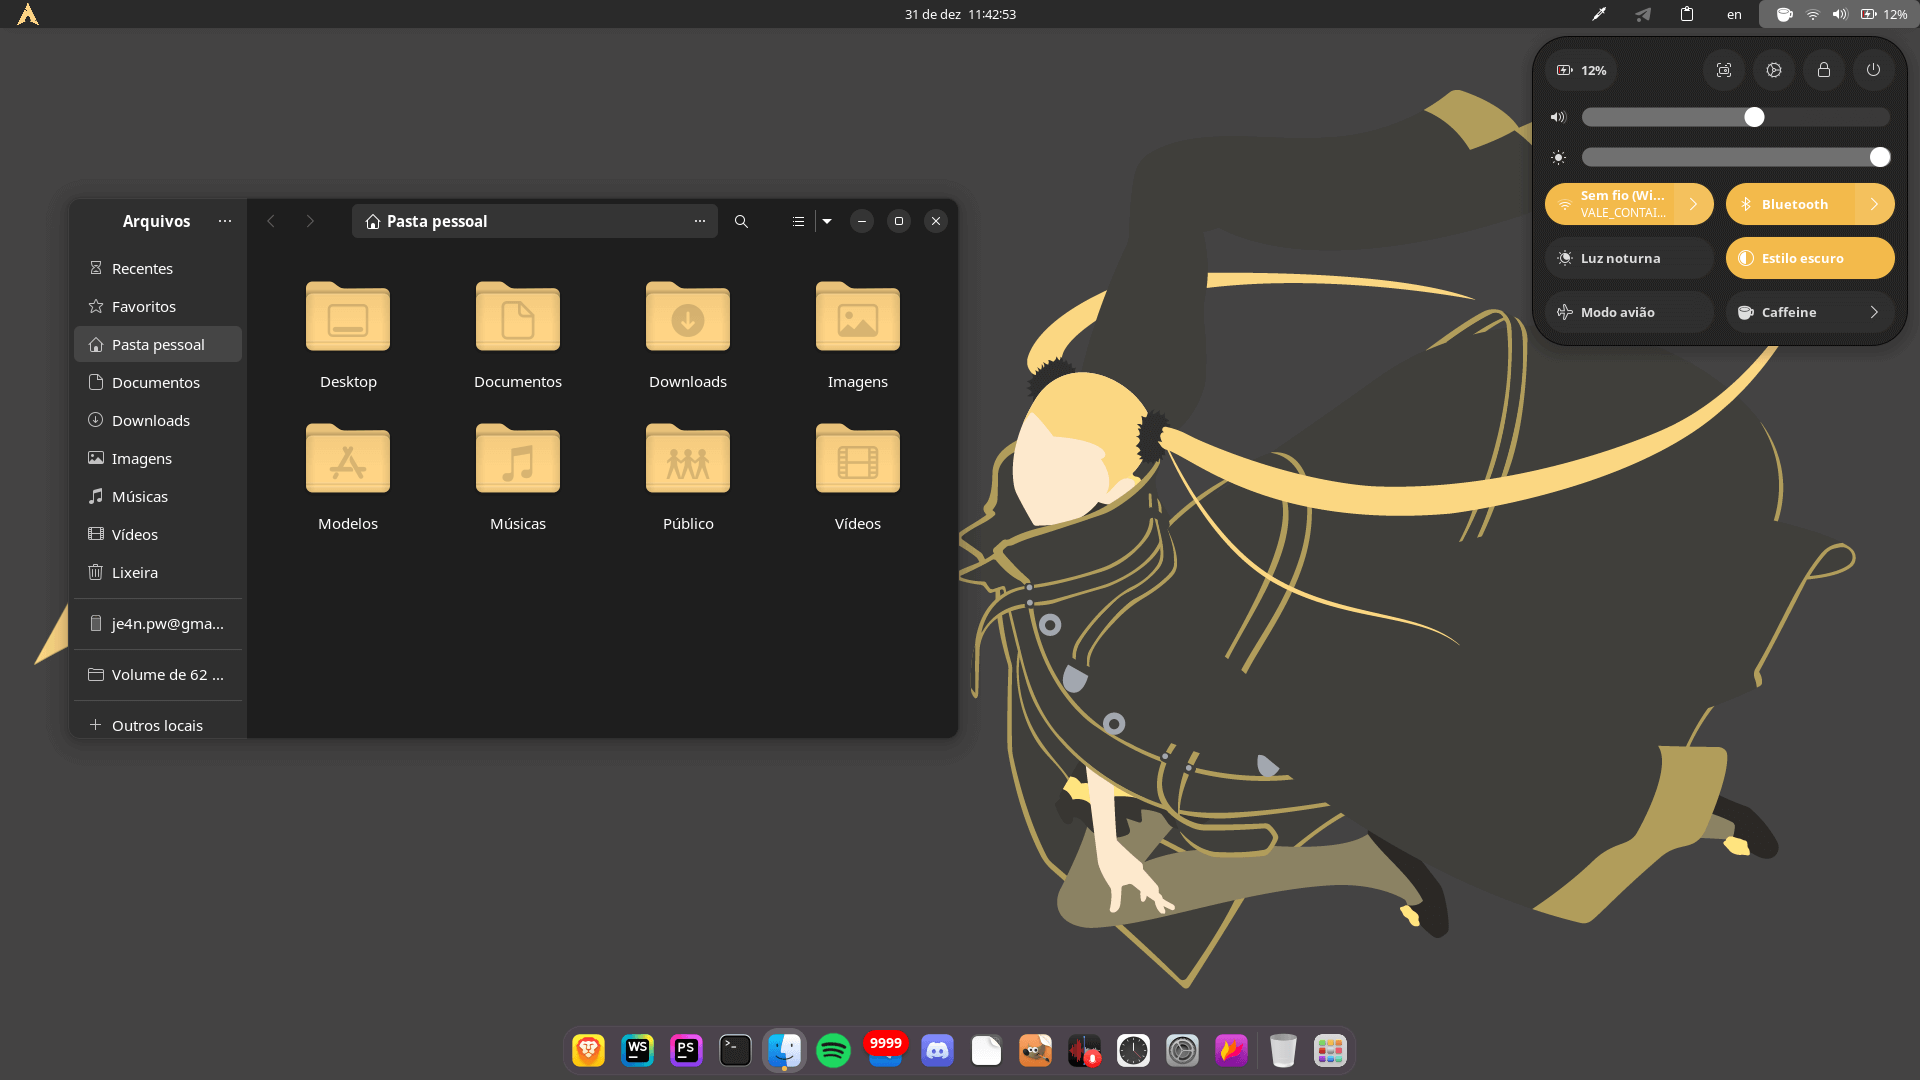 31 de dez 11:42:53
en
12%
12%
Sem fio (Wi...
VALE_CONTAI...
Bluetooth
Luz noturna
Estilo escuro
Modo avião
Caffeine
Arquivos
Pasta pessoal
Recentes
Favoritos
Pasta pessoal
Documentos
Downloads
Imagens
Músicas
Vídeos
Lixeira
je4n.pw@gma...
Volume de 62 ...
Outros locais
Desktop
Documentos
Downloads
Imagens
Modelos
Músicas
Público
Vídeos
WS
PS
>_
9999